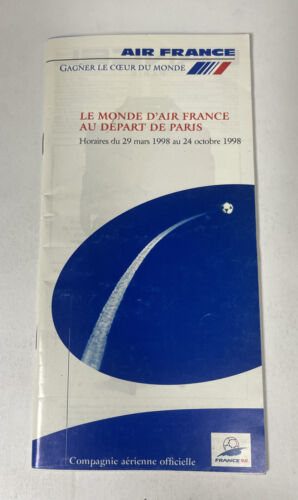 AIR FRANCE
GAGNER LE CŒUR DU MONDE
LE MONDE D'AIR FRANCE
AU DÉPART DE PARIS
Horaires du 29 mars 1998 au 24 octobre 1998
Compagnie aérienne officielle
FRANCE 98